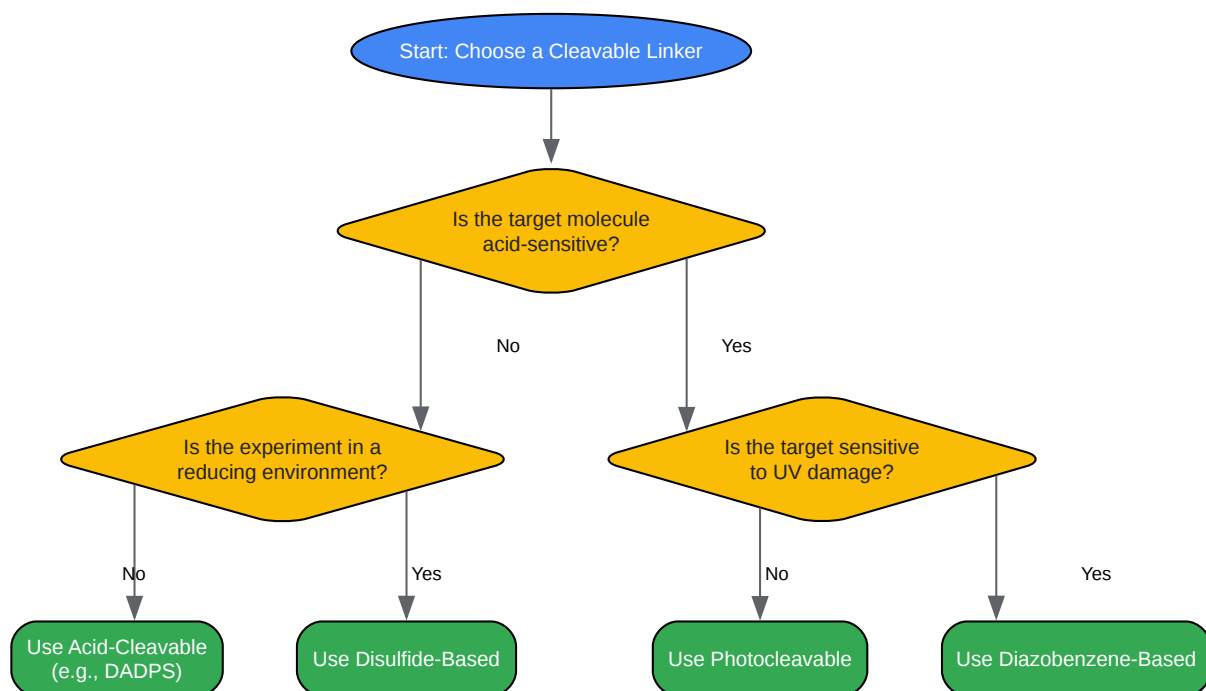 Start: Choose a Cleavable Linker
Is the target molecule
acid-sensitive?
No
Yes
Is the experiment in a
reducing environment?
Is the target sensitive
to UV damage?
No
Yes
No
Yes
Use Acid-Cleavable
(e.g., DADPS)
Use Disulfide-Based
Use Photocleavable
Use Diazobenzene-Based